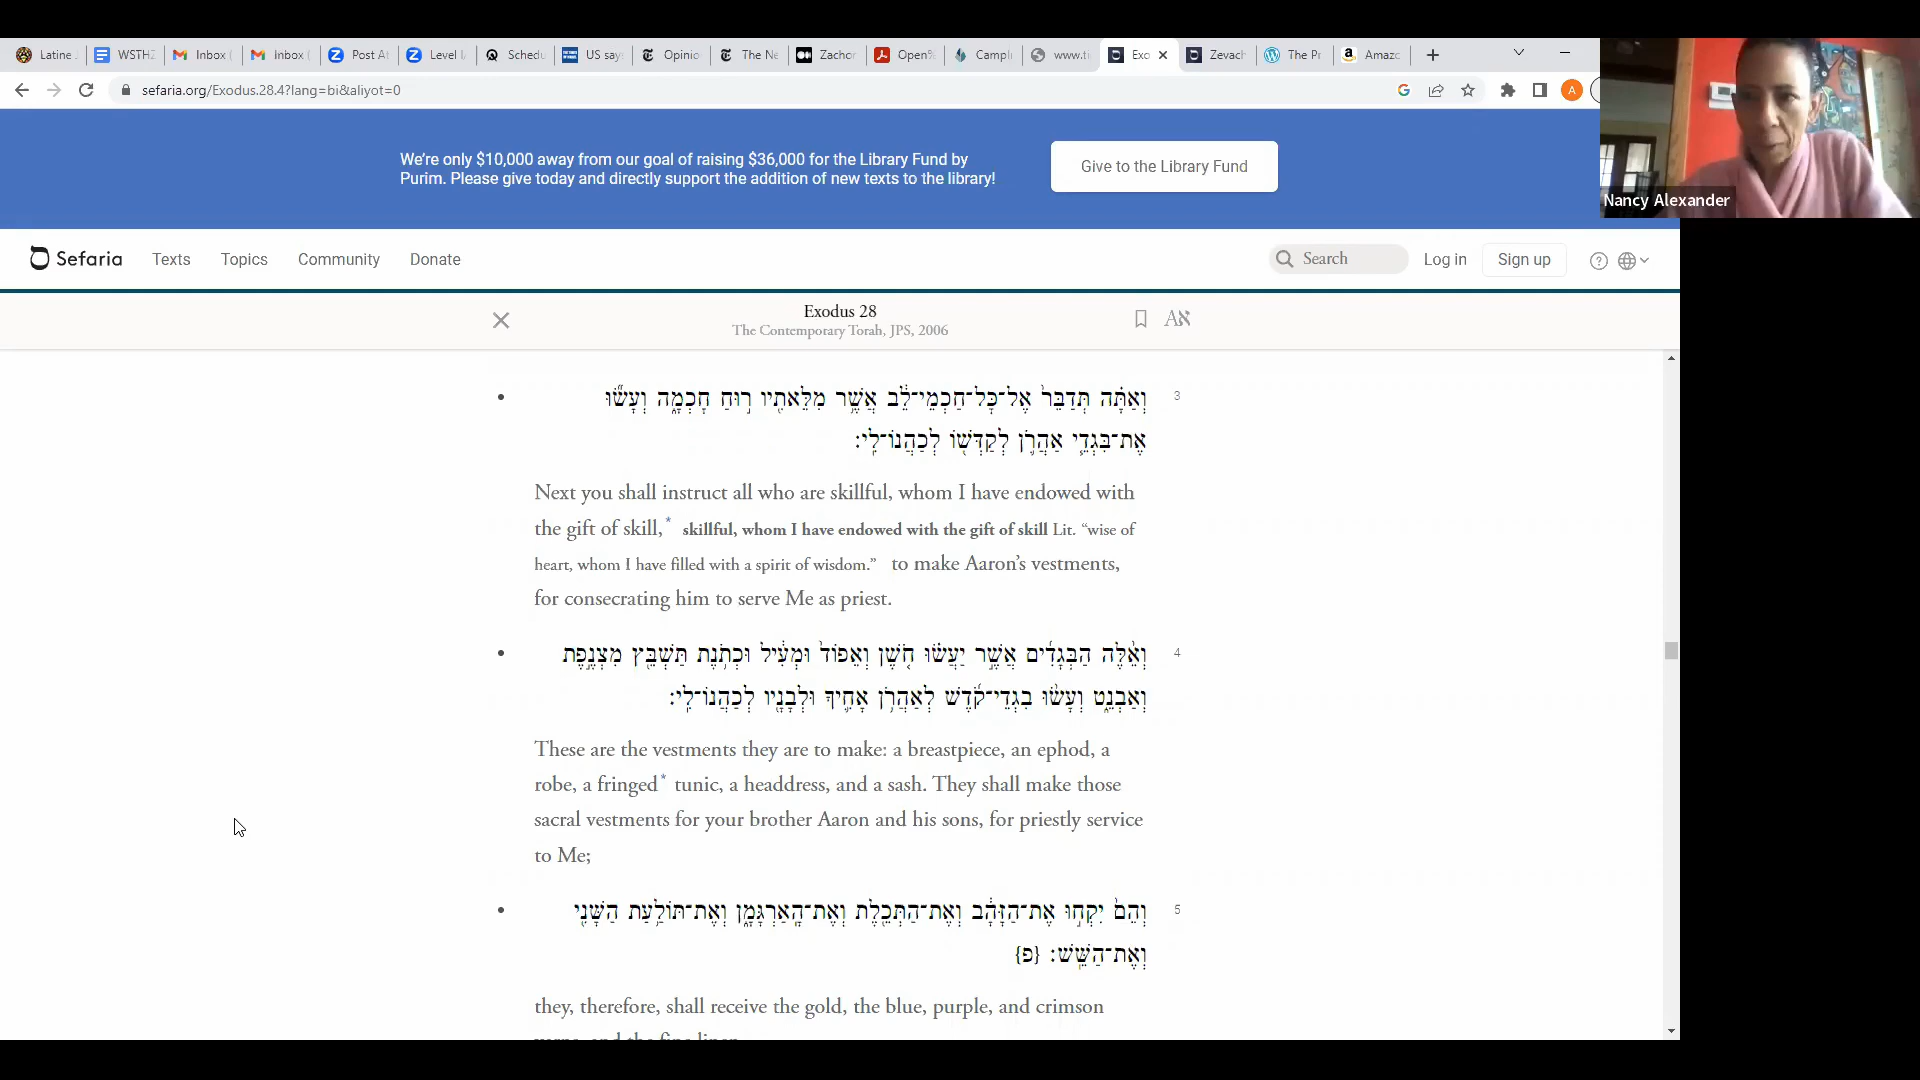 Latine
WSTHZ
Inbox (
Inbox (
Post At
Level I
Schedu
US say
Opinio
The Ne
Zachor
Open%
Campli
www.ti
Exo
Zevach
The Pr
Amazo
sefaria.org/Exodus.28.4?lang=bi&aliyot=0
A
We're only $10,000 away from our goal of raising $36,000 for the Library Fund by
Purim. Please give today and directly support the addition of new texts to the library!
Give to the Library Fund
Nancy Alexander
Sefaria
Texts
Topics
Community
Donate
Search
Log in
Sign up
Exodus 28
The Contemporary Torah, JPS, 2006
3
וְאַתָּ֗ה תְּדַבֵּר֙ אֶל־כׇּל־חַכְמֵי־לֵ֔ב אֲשֶׁ֥ר מִלֵּאתִ֖יו ר֣וּחַ חׇכְמָ֑ה וְעָשׂ֞וּ
אֶת־בִּגְדֵ֧י אַהֲרֹ֛ן לְקַדְּשׁ֖וֹ לְכַהֲנוֹ־לִֽי׃
Next you shall instruct all who are skillful, whom I have endowed with
the gift of skill,* skillful, whom I have endowed with the gift of skill Lit. “wise of
heart, whom I have filled with a spirit of wisdom.” to make Aaron’s vestments,
for consecrating him to serve Me as priest.
4
וְאֵ֨לֶּה הַבְּגָדִ֜ים אֲשֶׁ֣ר יַעֲשׂ֗וּ חֹ֤שֶׁן וְאֵפוֹד֙ וּמְעִ֔יל וּכְתֹ֥נֶת תַּשְׁבֵּ֖ץ מִצְנֶ֣פֶת
וְאַבְנֵ֑ט וְעָשׂ֨וּ בִגְדֵי־קֹ֜דֶשׁ לְאַהֲרֹ֥ן אָחִ֛יךָ וּלְבָנָ֖יו לְכַהֲנוֹ־לִֽי׃
These are the vestments they are to make: a breastpiece, an ephod, a
robe, a fringed* tunic, a headdress, and a sash. They shall make those
sacral vestments for your brother Aaron and his sons, for priestly service
to Me;
5
וְהֵם֙ יִקְח֣וּ אֶת־הַזָּהָ֔ב וְאֶת־הַתְּכֵ֖לֶת וְאֶת־הָֽאַרְגָּמָ֑ן וְאֶת־תּוֹלַ֥עַת הַשָּׁנִ֖י
וְאֶת־הַשֵּֽׁשׁ׃ {פ}
they, therefore, shall receive the gold, the blue, purple, and crimson